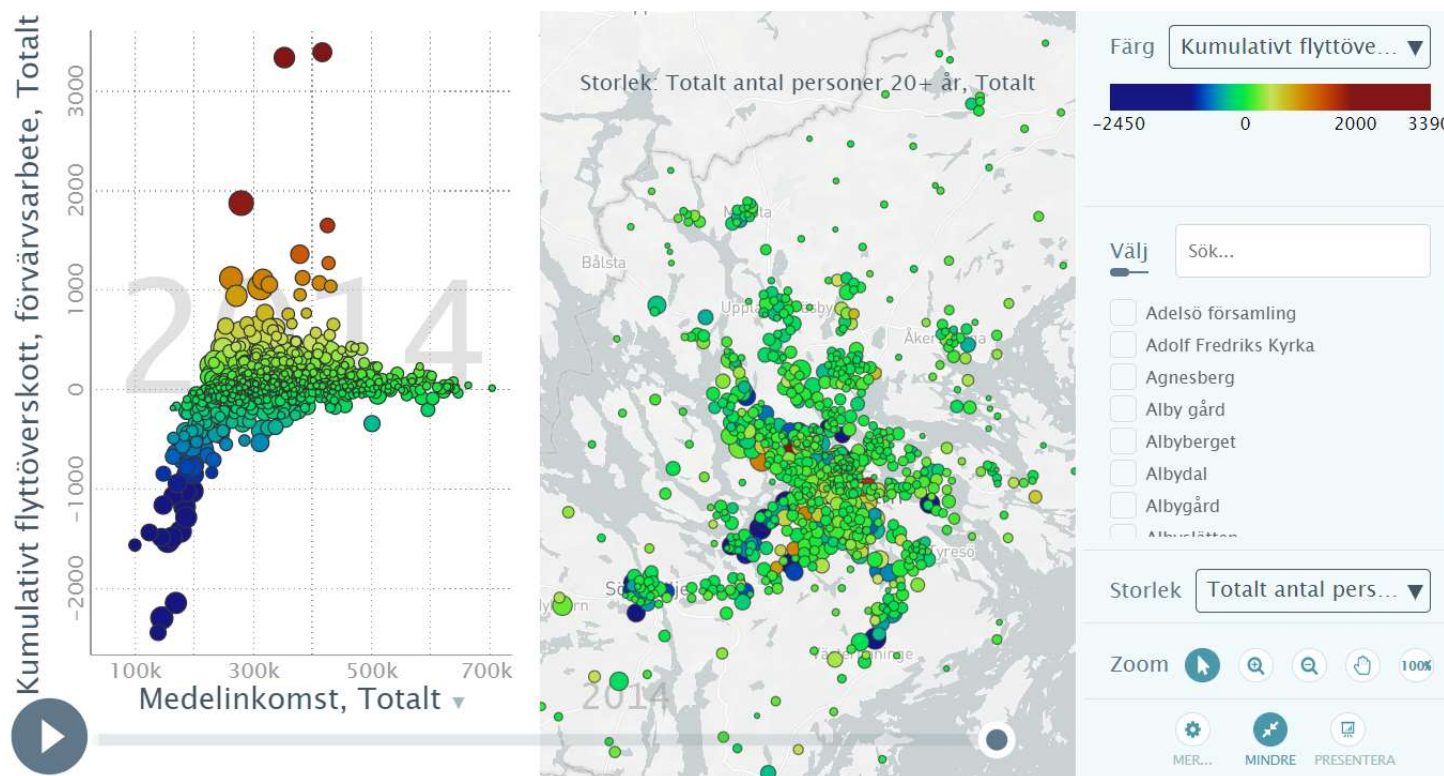 Kumulativt flyttöverskott, förvärvsarbete, Totalt
3000
2000
1000
0
−1000
−2000
2014
100k
300k
500k
700k
Medelinkomst, Totalt ▼
Storlek: Totalt antal personer 20+ år, Totalt
Bålsta
Tyresö
2014
Färg
Kumulativt flyttöve... ▼
−2450
0
2000
3390
Välj
Sök...
Adelsö församling
Adolf Fredriks Kyrka
Agnesberg
Alby gård
Albyberget
Albydal
Albygård
Albyslätten
Storlek
Totalt antal pers... ▼
Zoom
100%
MER...
MINDRE
PRESENTERA